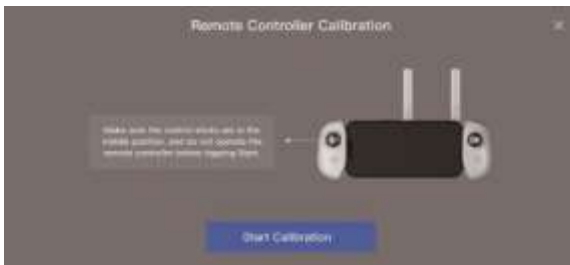 Remote Controller Calibration
Make sure the control sticks are in the
middle position, and do not operate the
remote controller before tapping Start.
Start Calibration